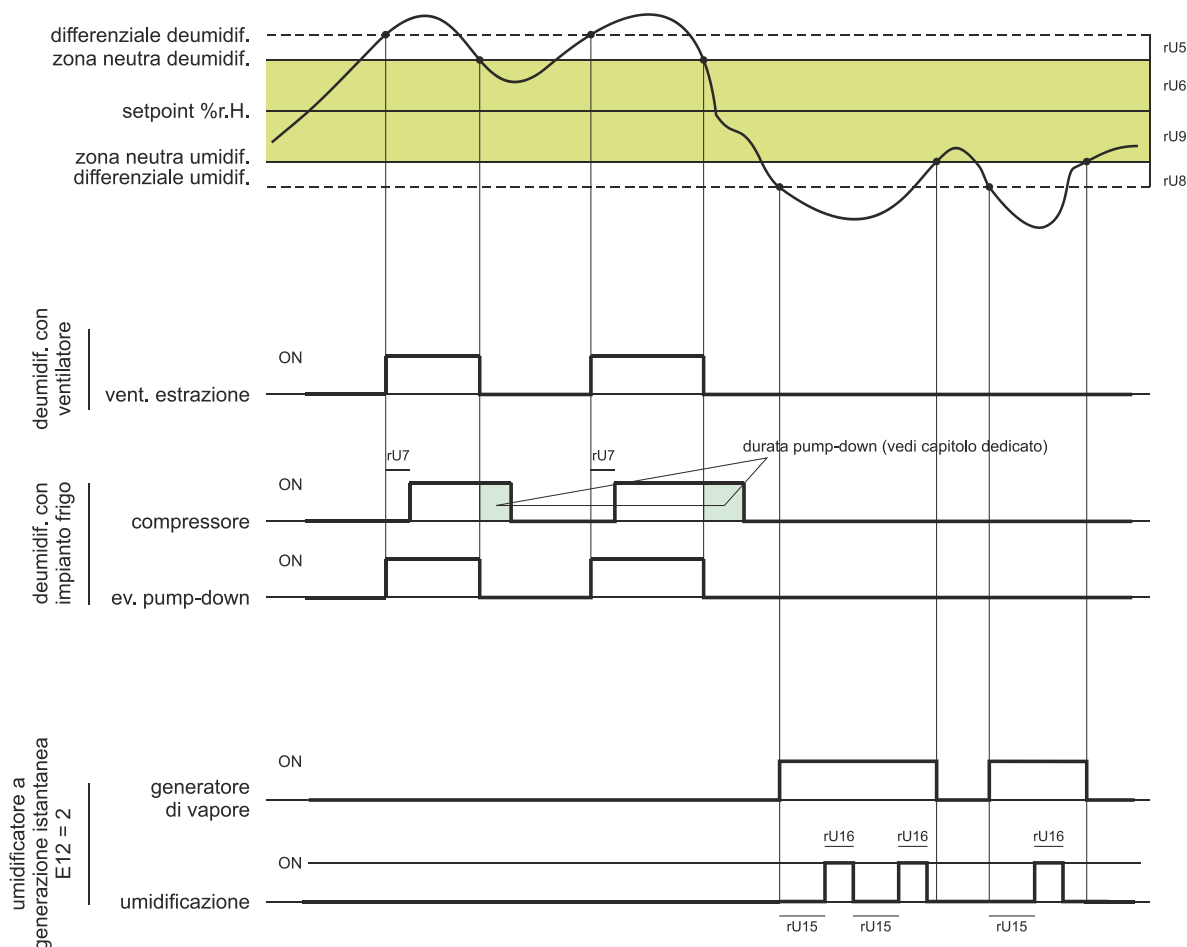 differenziale deumidif.
zona neutra deumidif.
setpoint %r.H.
zona neutra umidif.
differenziale umidif.
rU5
rU6
rU9
rU8
deumidif. con
ventilatore
ON
vent. estrazione
deumidif. con
impianto frigo
rU7
rU7
durata pump-down (vedi capitolo dedicato)
ON
compressore
ON
ev. pump-down
umidificatore a
generazione istantanea
E12 = 2
ON
generatore
di vapore
rU16
rU16
rU16
ON
umidificazione
rU15
rU15
rU15